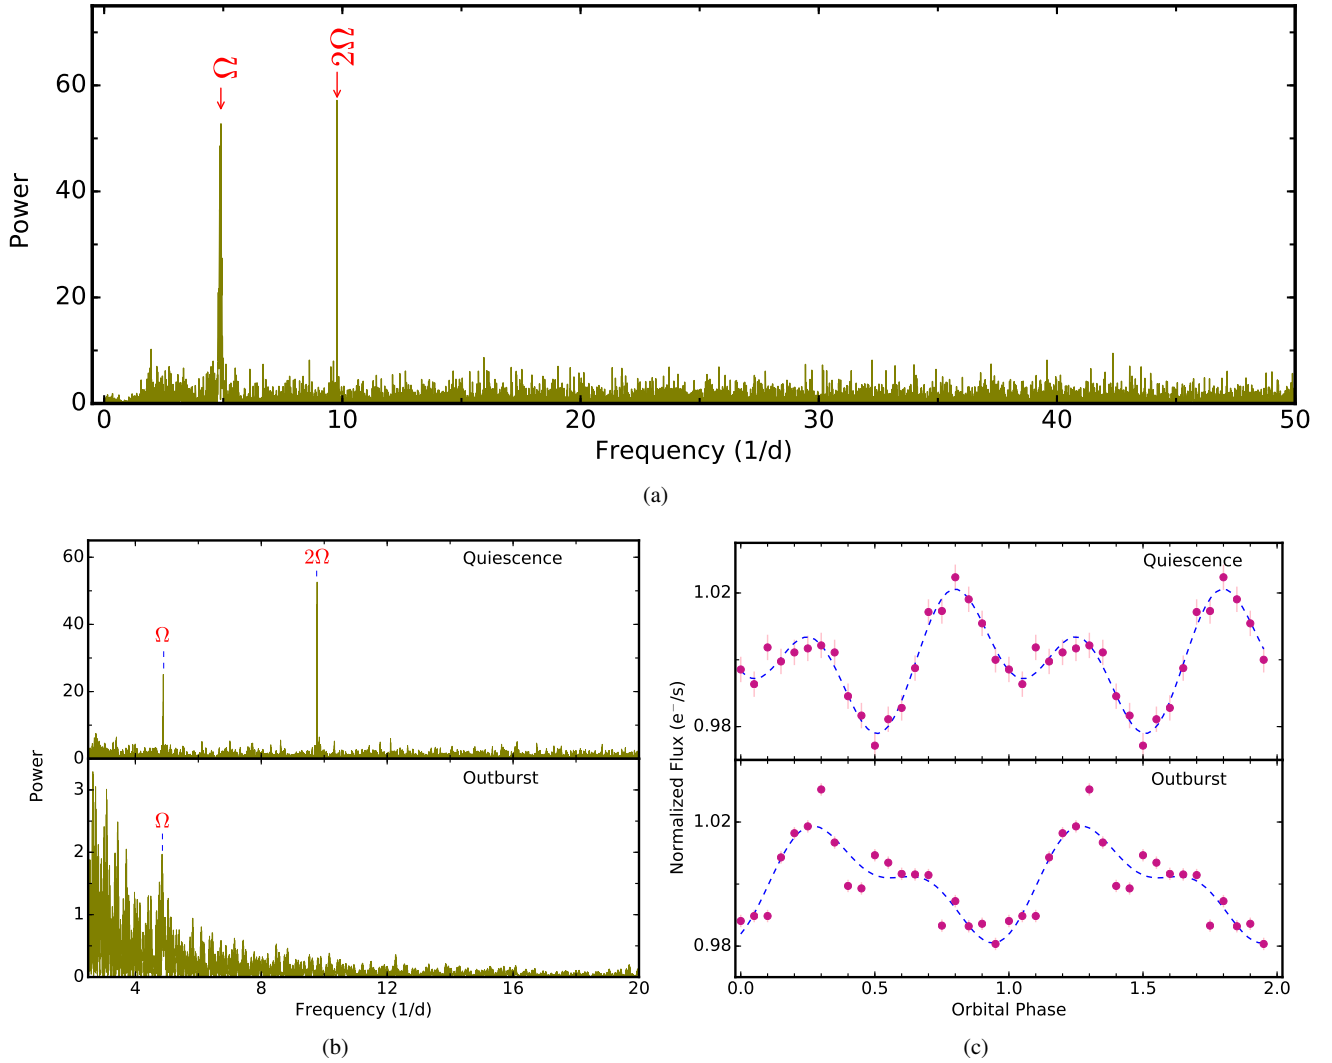 Ω
2Ω
60
40
20
0
Power
0 10 20 30 40 50
Frequency (1/d)
(a)
60
40
20
0
Ω
2Ω
Quiescence
3
2
1
0
Ω
Outburst
Power
4 8 12 16 20
Frequency (1/d)
(b)
1.02
0.98
Quiescence
1.02
0.98
Outburst
Normalized Flux (e⁻/s)
0.0 0.5 1.0 1.5 2.0
Orbital Phase
(c)